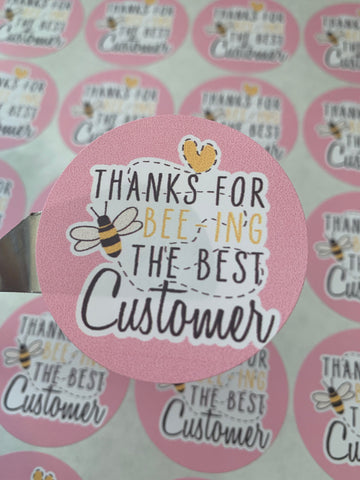 THANKS FOR
BEE-ING
THE BEST
Customer